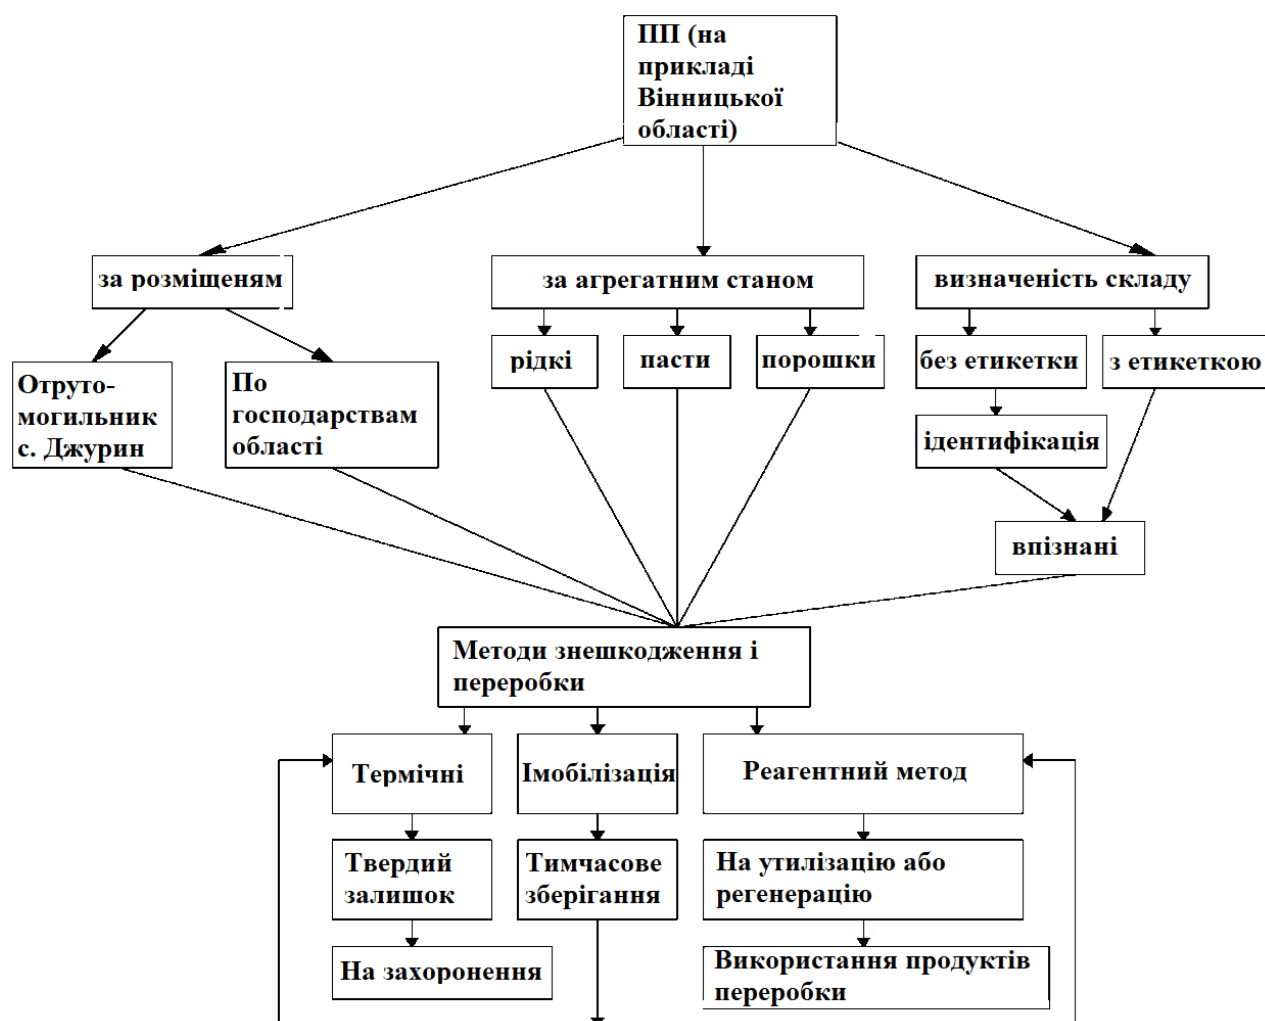 ПП (на
прикладі
Вінницької
області)
за розміщеням
за агрегатним станом
визначеність складу
Отруто-
могильник
с. Джурин
По
господарствам
області
рідкі
пасти
порошки
без етикетки
з етикеткою
ідентифікація
впізнані
Методи знешкодження і
переробки
Термічні
Імобілізація
Реагентний метод
Твердий
залишок
Тимчасове
зберігання
На утилізацію або
регенерацію
На захоронення
Використання продуктів
переробки